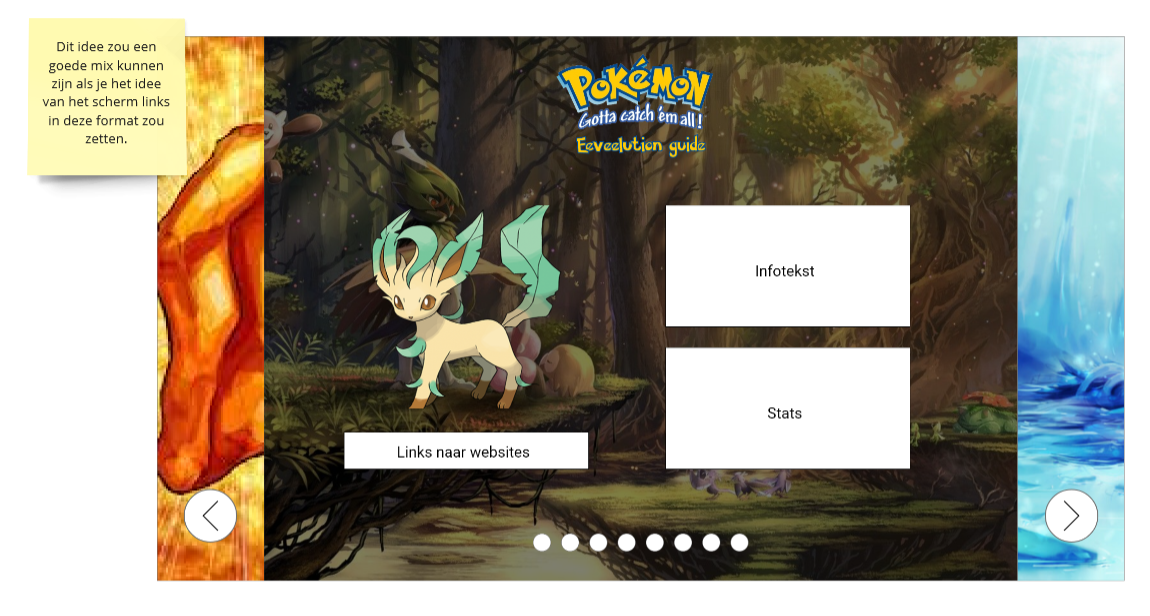 Dit idee zou een
goede mix kunnen
zijn als je het idee
van het scherm links
in deze format zou
zetten.
POKéMON
Gotta catch 'em all!
Eeveelution guide
Infotekst
Stats
Links naar websites